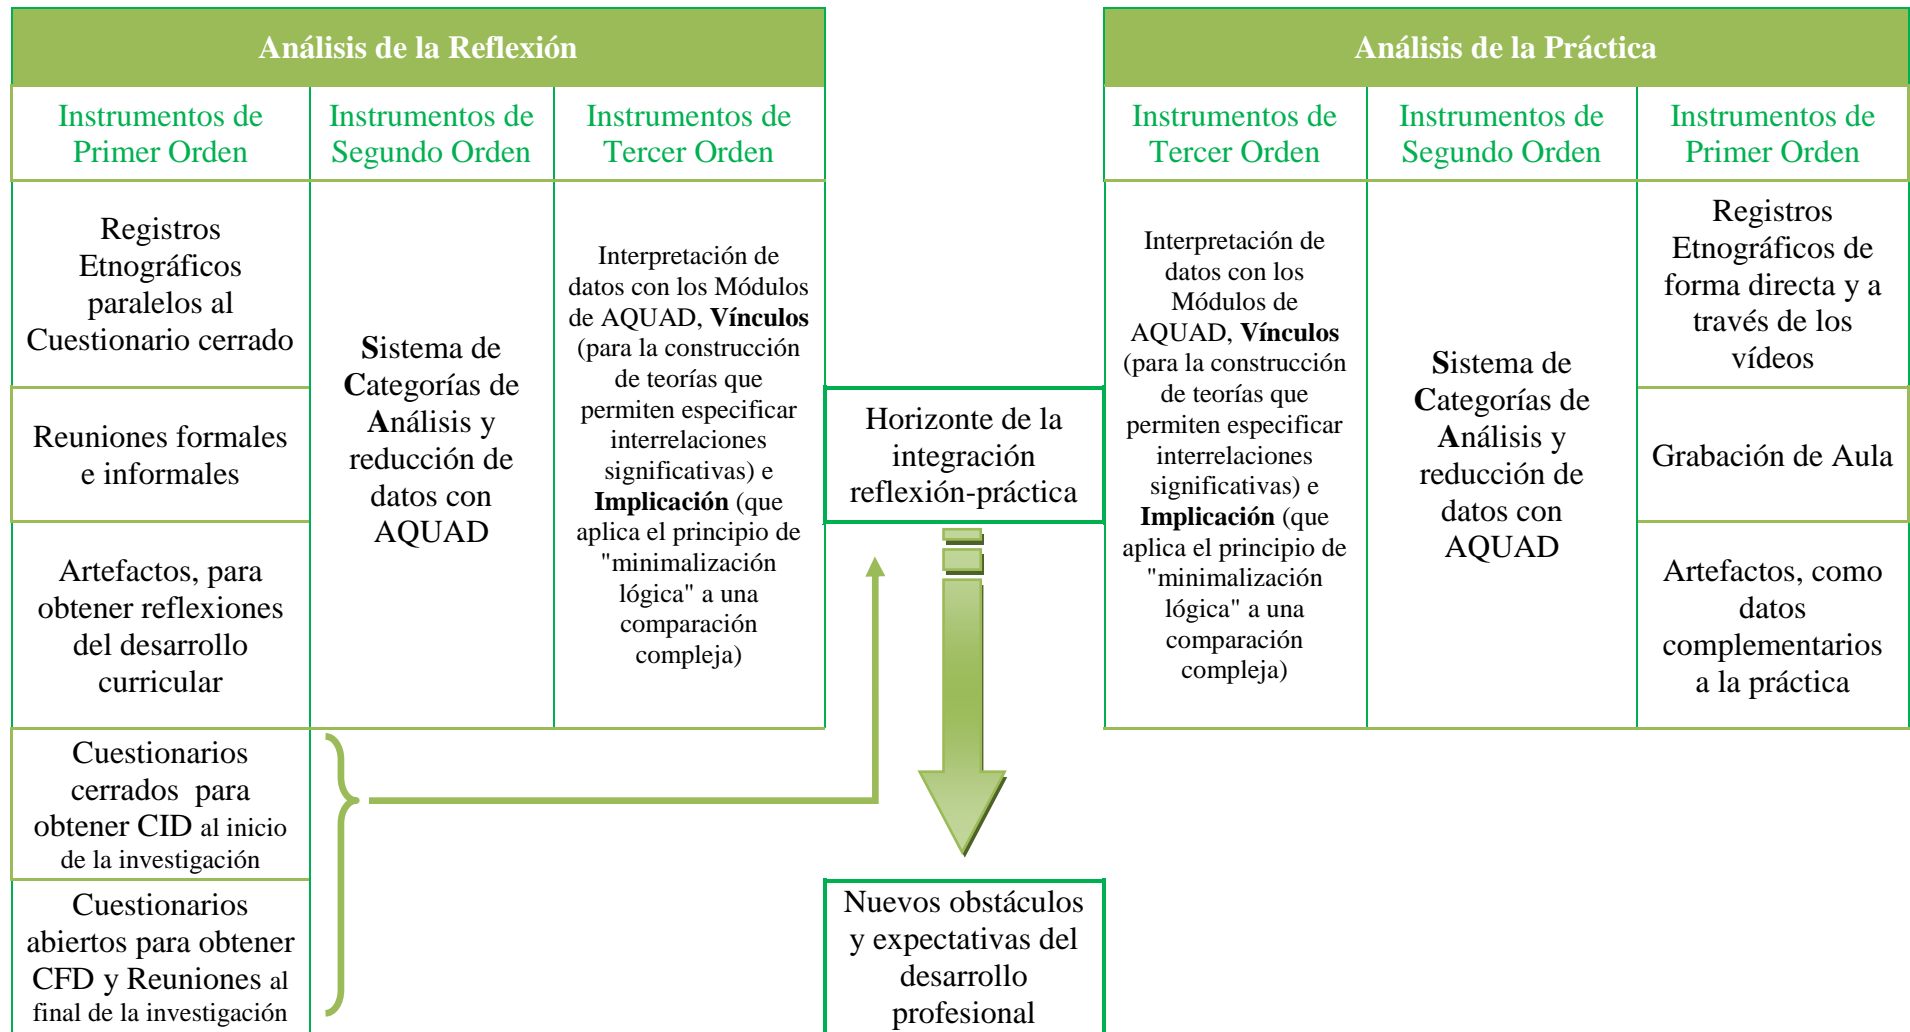 Análisis de la Reflexión
Instrumentos de
Primer Orden
Instrumentos de
Segundo Orden
Instrumentos de
Tercer Orden
Registros
Etnográficos
paralelos al
Cuestionario cerrado
Reuniones formales
e informales
Artefactos, para
obtener reflexiones
del desarrollo
curricular
Cuestionarios
cerrados para
obtener CID al inicio
de la investigación
Cuestionarios
abiertos para obtener
CFD y Reuniones al
final de la investigación
Sistema de
Categorías de
Análisis y
reducción de
datos con
AQUAD
Interpretación de
datos con los Módulos
de AQUAD, Vínculos
(para la construcción
de teorías que
permiten especificar
interrelaciones
significativas) e
Implicación (que
aplica el principio de
"minimalización
lógica" a una
comparación
compleja)
Horizonte de la
integración
reflexión-práctica
Nuevos obstáculos
y expectativas del
desarrollo
profesional
Análisis de la Práctica
Instrumentos de
Tercer Orden
Instrumentos de
Segundo Orden
Instrumentos de
Primer Orden
Interpretación de
datos con los
Módulos de
AQUAD, Vínculos
(para la construcción
de teorías que
permiten especificar
interrelaciones
significativas) e
Implicación (que
aplica el principio de
"minimalización
lógica" a una
comparación
compleja)
Sistema de
Categorías de
Análisis y
reducción de
datos con
AQUAD
Registros
Etnográficos de
forma directa y a
través de los
vídeos
Grabación de Aula
Artefactos, como
datos
complementarios
a la práctica